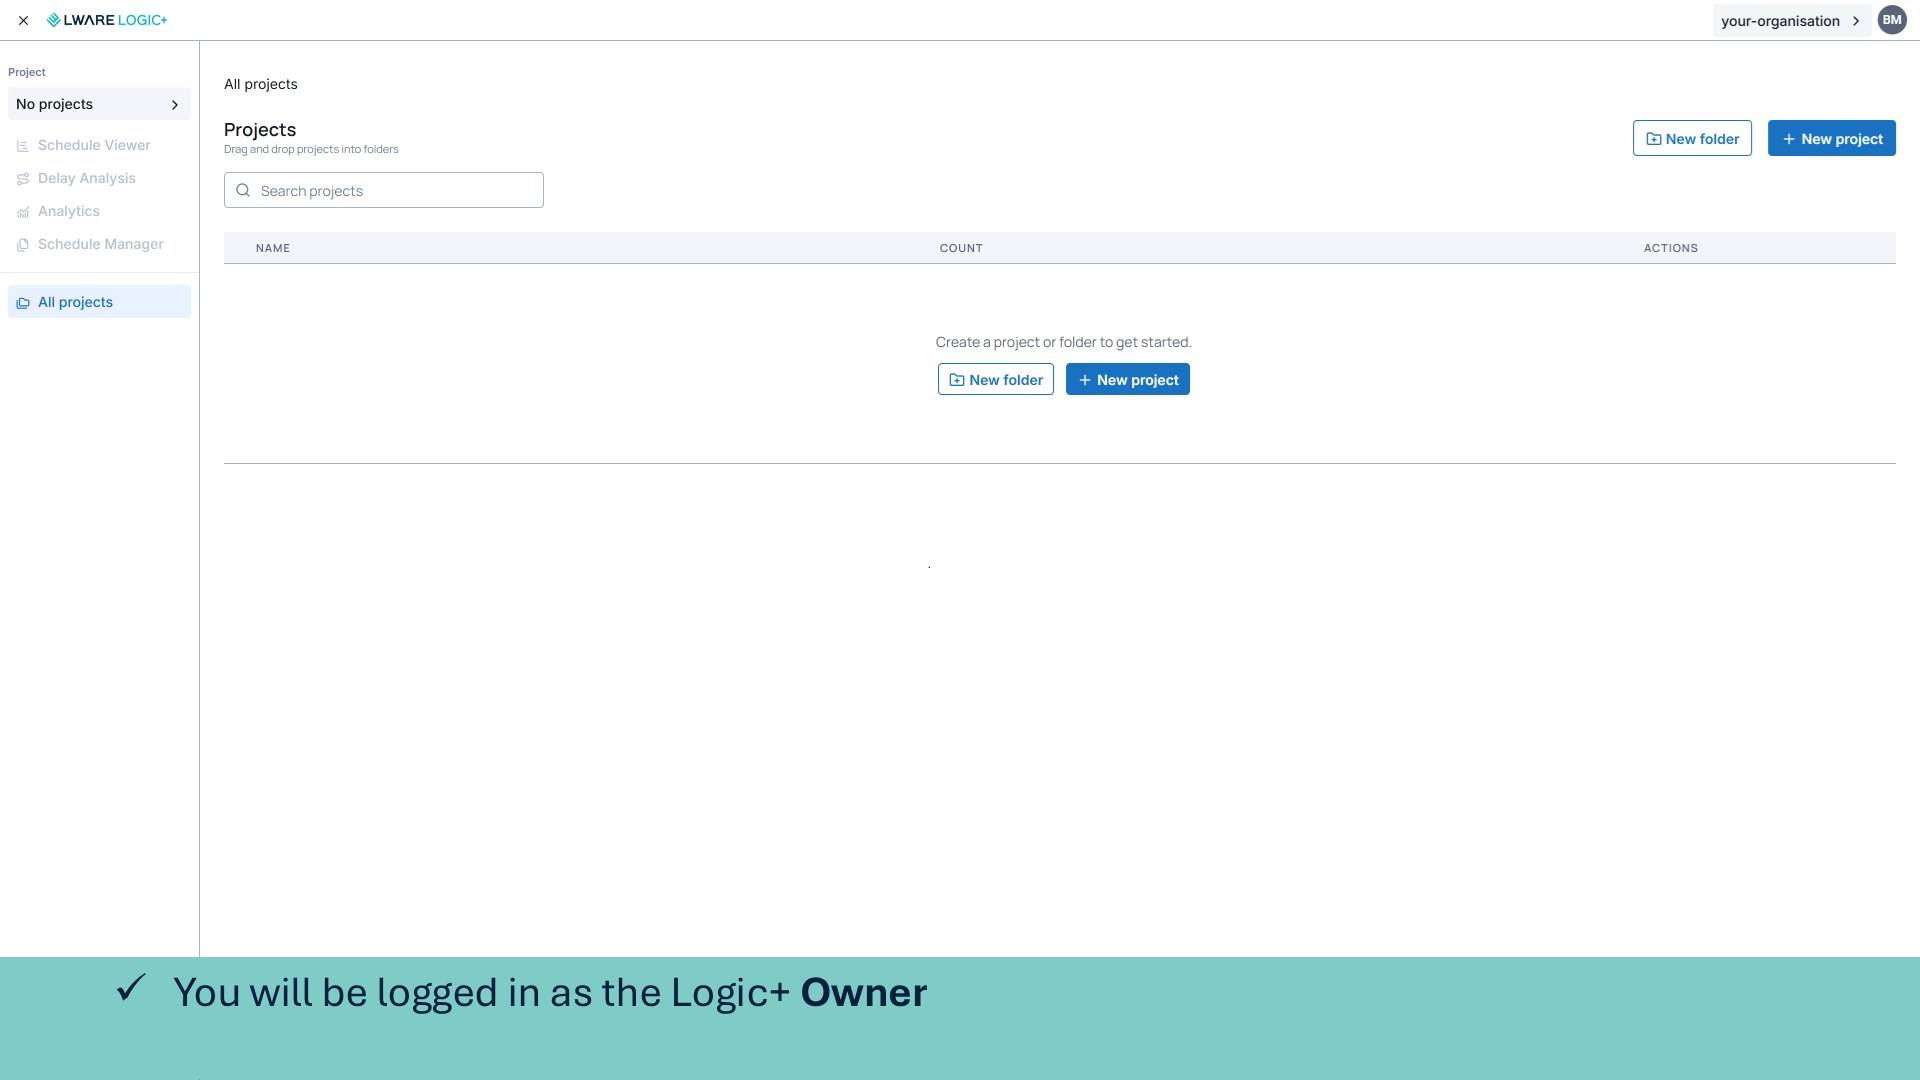 LWARE LOGIC+
your-organisation
BM
Project
No projects
Schedule Viewer
Delay Analysis
Analytics
Schedule Manager
All projects
All projects
Projects
Drag and drop projects into folders
New folder
New project
Search projects
NAME
COUNT
ACTIONS
Create a project or folder to get started.
New folder
New project
✓ You will be logged in as the Logic+ Owner